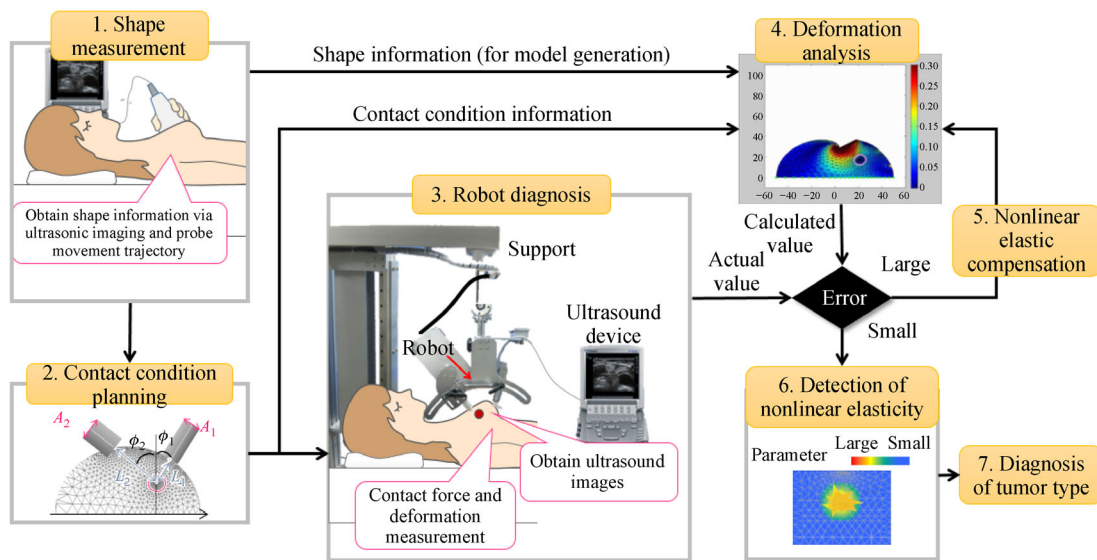 1. Shape
measurement
Obtain shape information via
ultrasonic imaging and probe
movement trajectory
Shape information (for model generation)
Contact condition information
2. Contact condition
planning
A₂
ϕ₂
ϕ₁
A₁
L₂
L₁
3. Robot diagnosis
Support
Robot
Ultrasound
device
Obtain ultrasound
images
Contact force and
deformation
measurement
4. Deformation
analysis
100
80
60
40
20
0
−60
−40
−20
0
20
40
60
0.30
0.25
0.20
0.15
0.10
0.05
0
Calculated
value
Actual
value
Error
Large
Small
5. Nonlinear
elastic
compensation
6. Detection of
nonlinear elasticity
Parameter
Large Small
7. Diagnosis
of tumor type